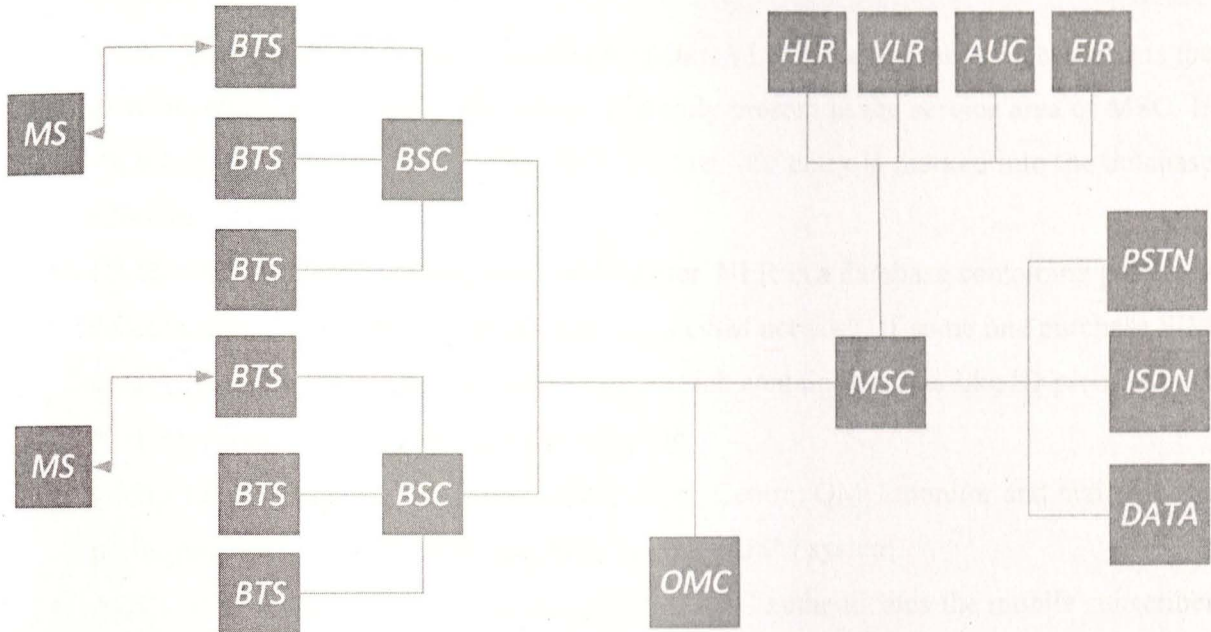 BTS
HLR VLR AUC EIR
MS
BTS BSC
BTS
PSTN
BTS
MSC ISDN
MS
BTS BSC
DATA
BTS
OMC